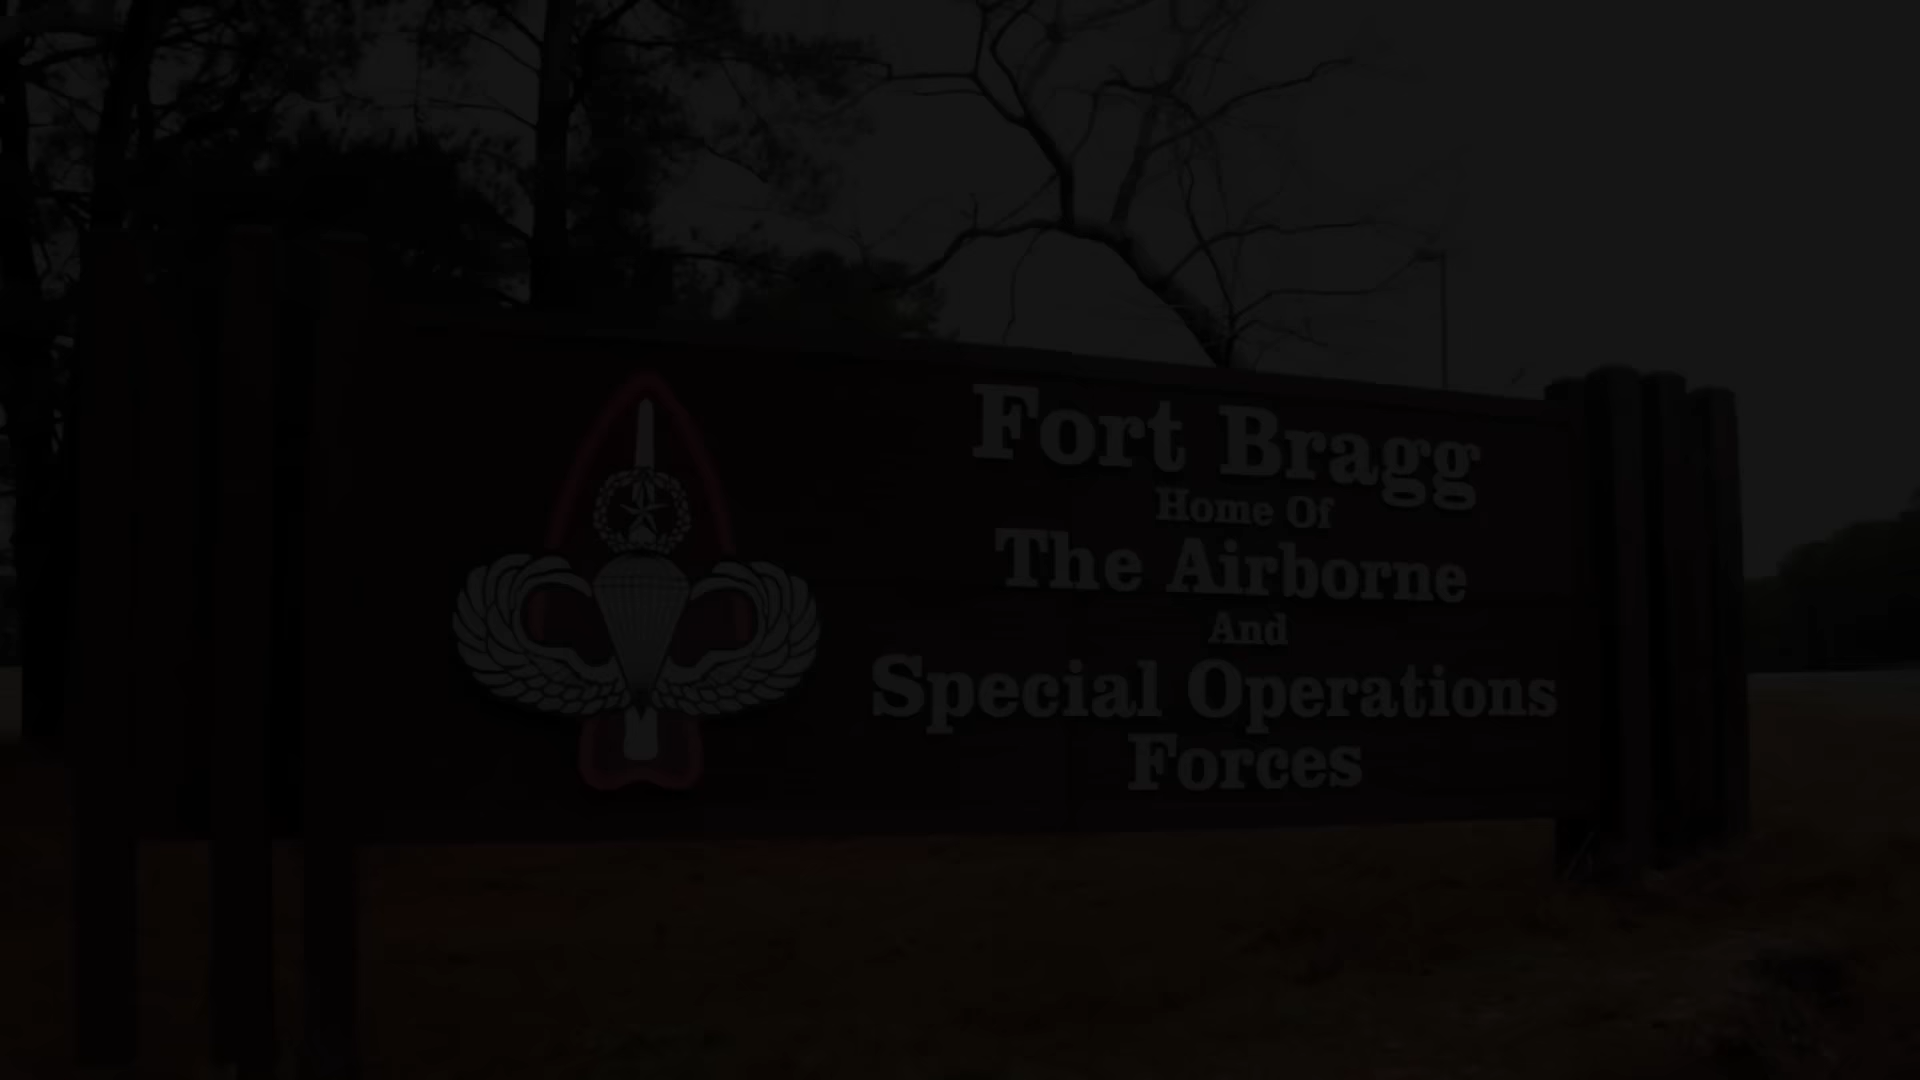 Fort Bragg
Home Of
The Airborne
And
Special Operations
Forces